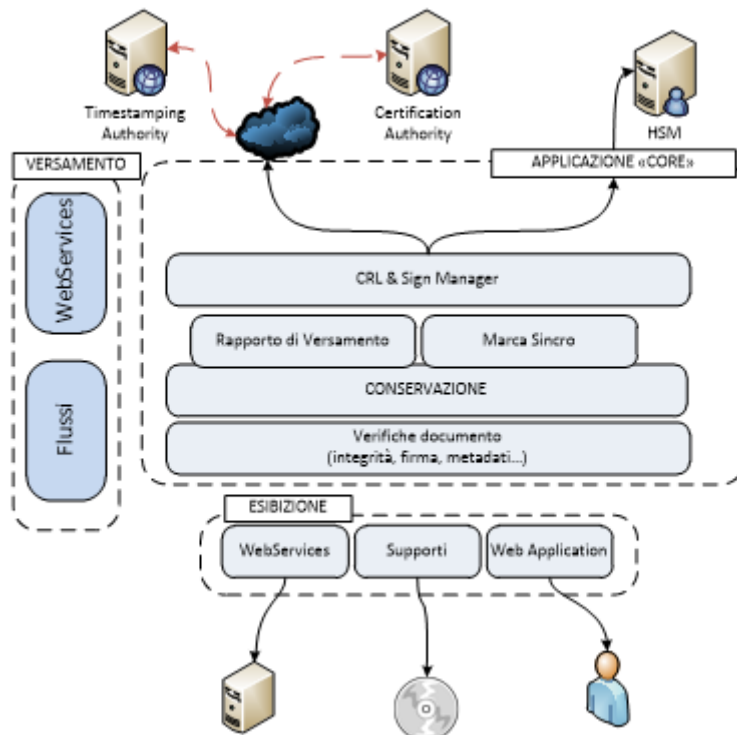 Timestamping
Authority
Certification
Authority
HSM
VERSAMENTO
APPLICAZIONE «CORE»
WebServices
Flussi
CRL & Sign Manager
Rapporto di Versamento
Marca Sincro
CONSERVAZIONE
Verifiche documento
(integrità, firma, metadati...)
ESIBIZIONE
WebServices
Supporti
Web Application